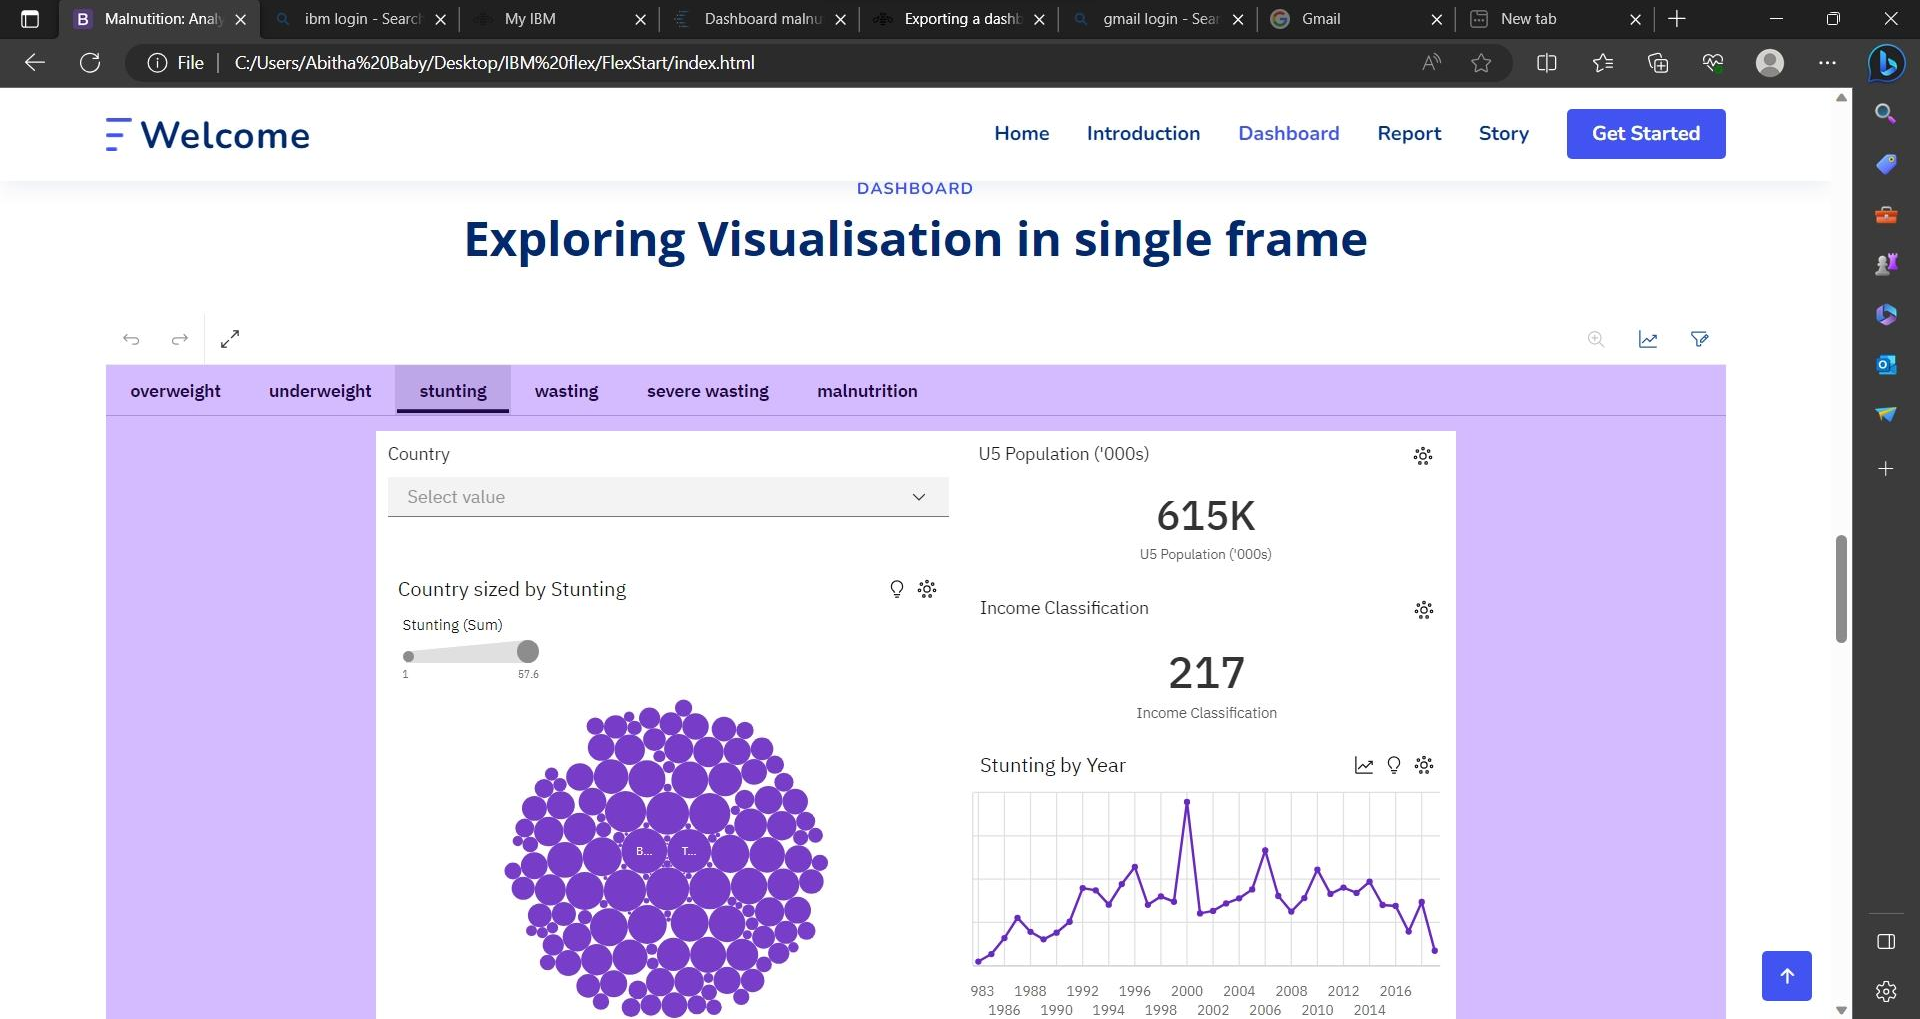 Malnutition: Analy
ibm login - Search
My IBM
Dashboard malnu
Exporting a dashb
gmail login - Sear
Gmail
New tab
File
C:/Users/Abitha%20Baby/Desktop/IBM%20flex/FlexStart/index.html
Welcome
Home Introduction Dashboard Report Story Get Started
DASHBOARD
Exploring Visualisation in single frame
overweight underweight stunting wasting severe wasting malnutrition
Country
Select value
Country sized by Stunting
Stunting (Sum)
1 57.6
B... T...
U5 Population ('000s)
615K
U5 Population ('000s)
Income Classification
217
Income Classification
Stunting by Year
983 1988 1992 1996 2000 2004 2008 2012 2016
1986 1990 1994 1998 2002 2006 2010 2014